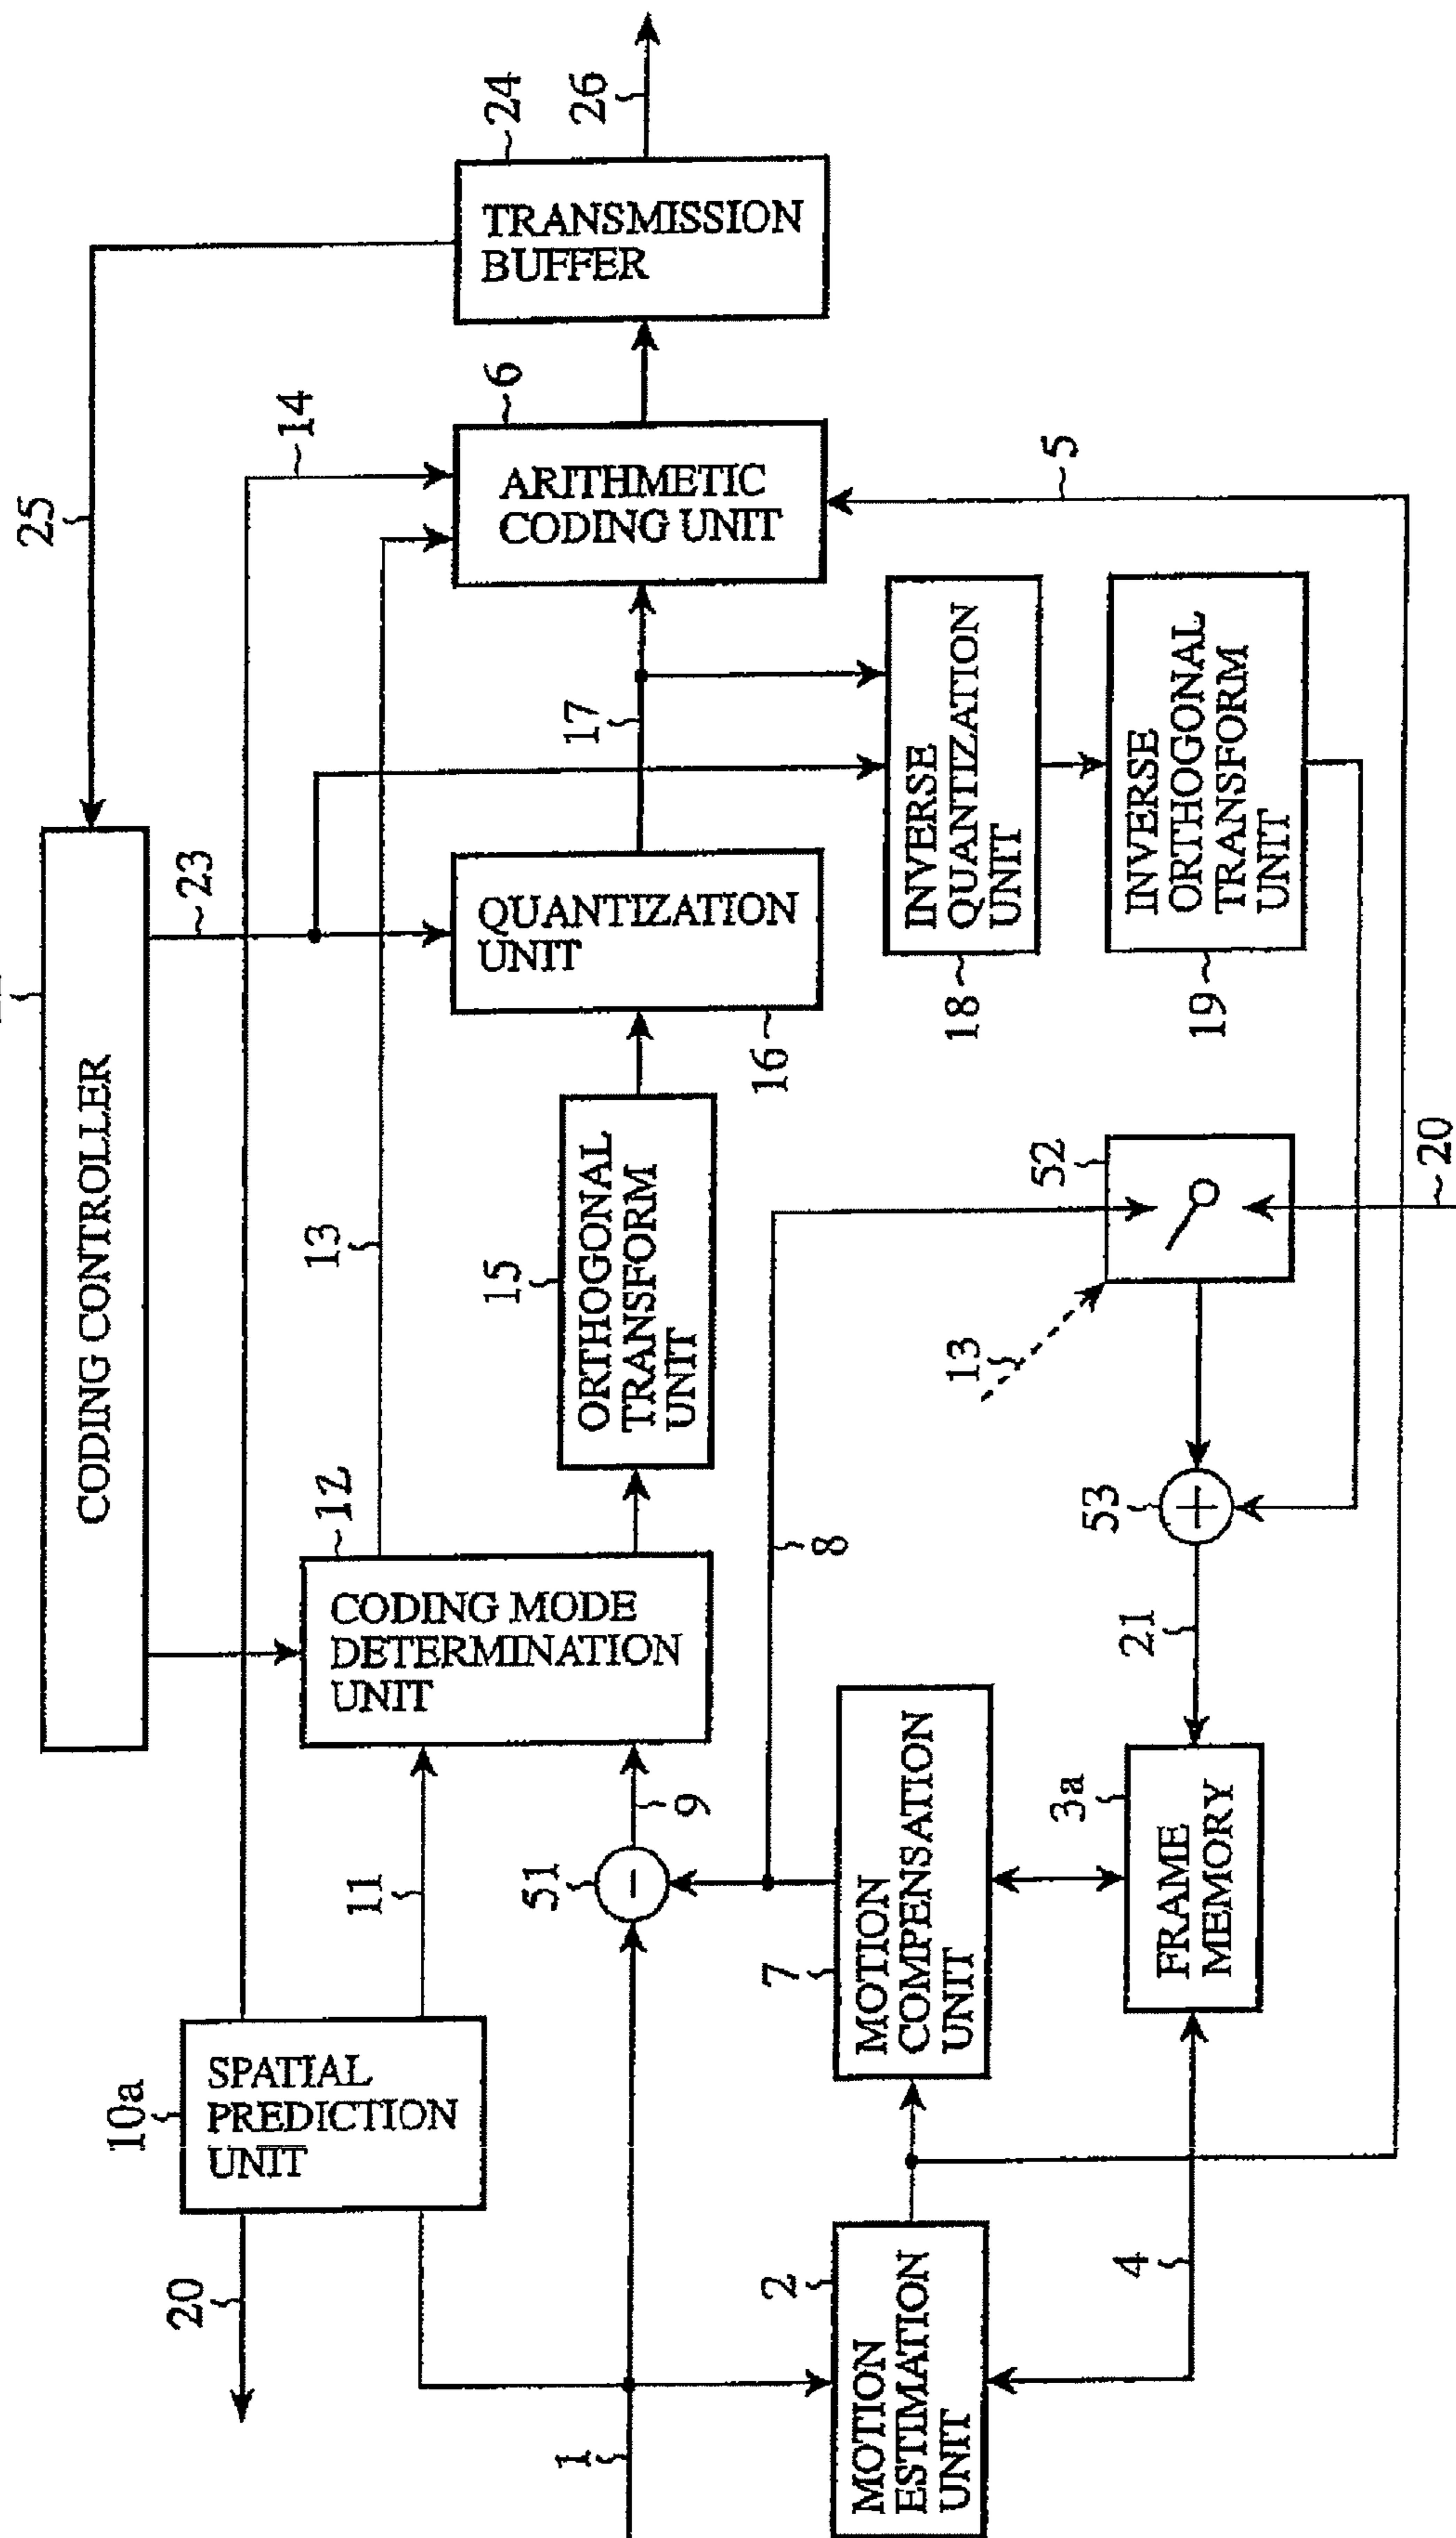 CODING CONTROLLER
25
23
14
24
TRANSMISSION
BUFFER
26
6
ARITHMETIC
CODING UNIT
5
13
17
QUANTIZATION
UNIT
16
15
ORTHOGONAL
TRANSFORM
UNIT
12
CODING MODE
DETERMINATION
UNIT
INVERSE
QUANTIZATION
UNIT
18
INVERSE
ORTHOGONAL
TRANSFORM
UNIT
19
52
20
13
53
8
21
11
9
51
10a
SPATIAL
PREDICTION
UNIT
20
7
MOTION
COMPENSATION
UNIT
3a
FRAME
MEMORY
1
2
MOTION
ESTIMATION
UNIT
4